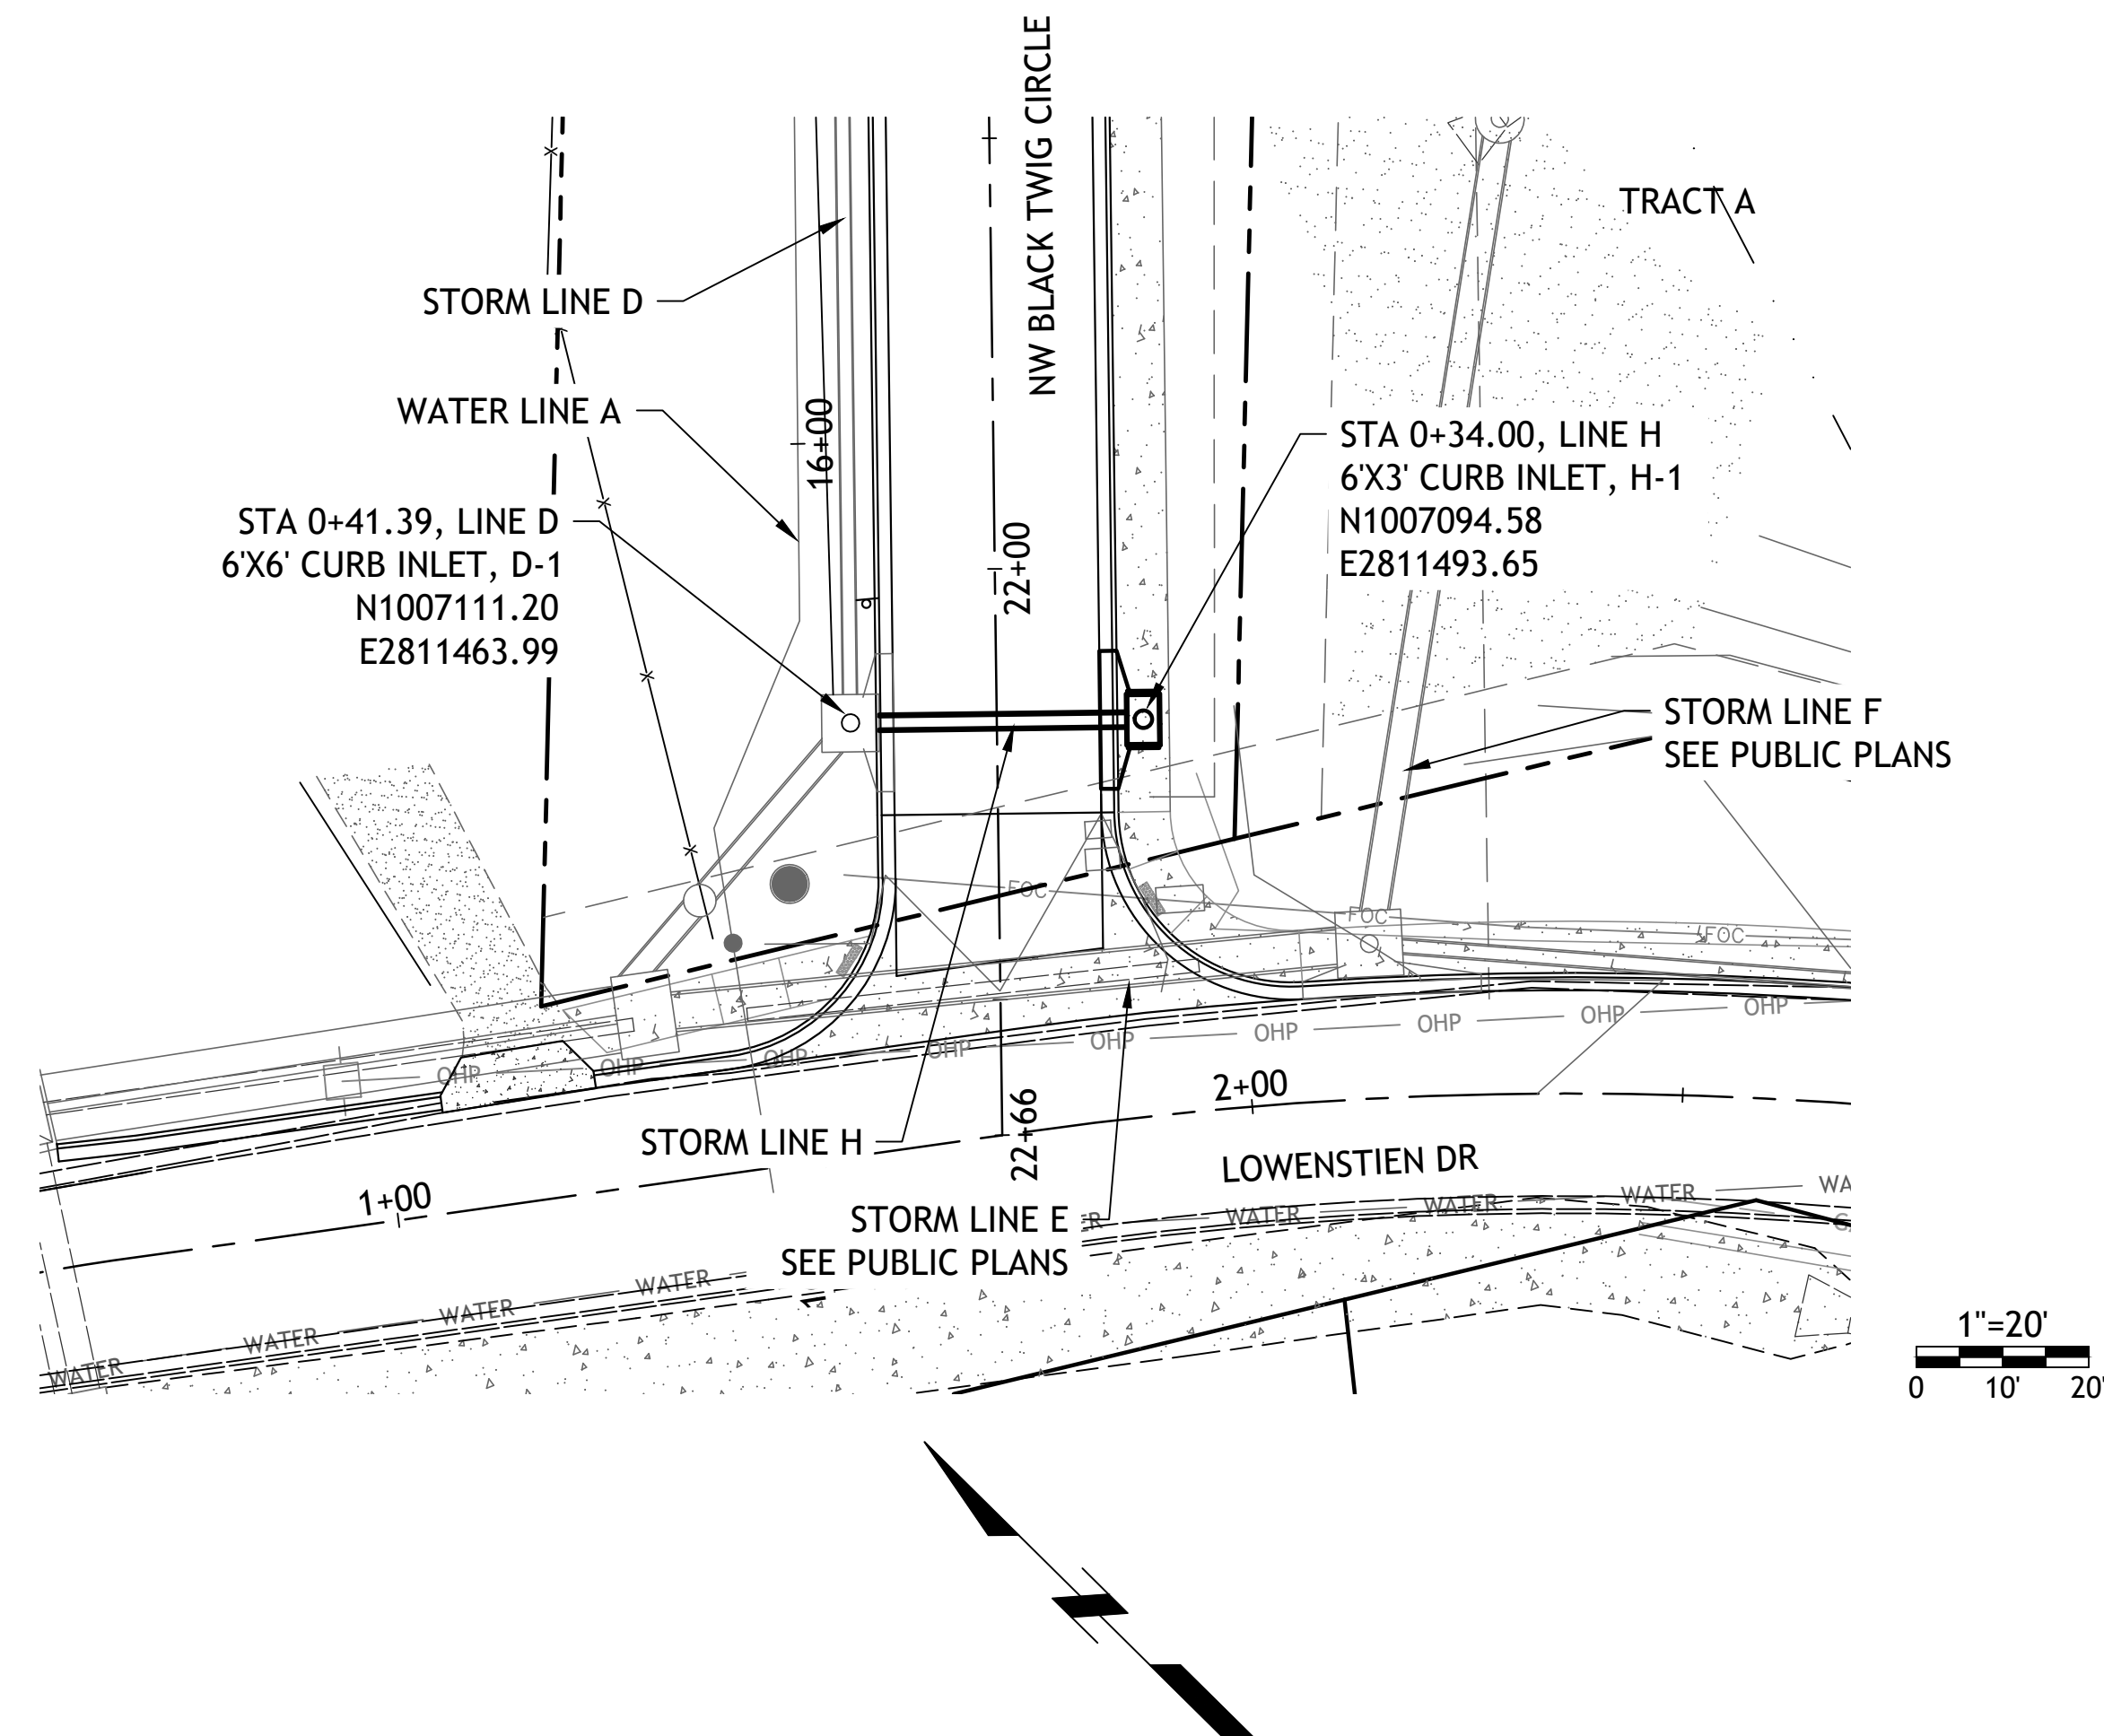 NW BLACK TWIG CIRCLE
TRACT A
STORM LINE D
WATER LINE A
16+00
STA 0+41.39, LINE D
6'X6' CURB INLET, D-1
N1007111.20
E2811463.99
22+00
STA 0+34.00, LINE H
6'X3' CURB INLET, H-1
N1007094.58
E2811493.65
STORM LINE F
SEE PUBLIC PLANS
FOC
FOC
FOC
OHP
OHP
OHP
OHP
OHP
OHP
OHP
OHP
OHP
2+00
22+66
STORM LINE H
LOWENSTIEN DR
1+00
STORM LINE E
SEE PUBLIC PLANS
WATER
WATER
WATER
WA
WATER
WATER
WATER
WATER
1"=20'
0 10' 20'